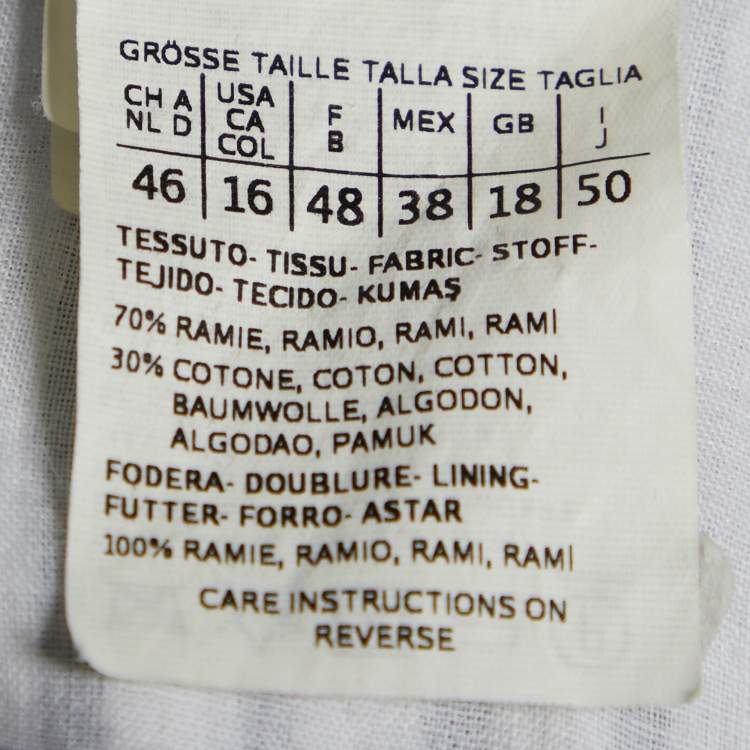 GRÖSSE TAILLE TALLA SIZE TAGLIA
CH A USA F MEX GB I
NL D CA B J
COL
46 16 48 38 18 50
TESSUTO- TISSU- FABRIC- STOFF-
TEJIDO- TECIDO- KUMAŞ
70% RAMIE, RAMIO, RAMI, RAMI
30% COTONE, COTON, COTTON,
BAUMWOLLE, ALGODON,
ALGODAO, PAMUK
FODERA- DOUBLURE- LINING-
FUTTER- FORRO- ASTAR
100% RAMIE, RAMIO, RAMI, RAMI
CARE INSTRUCTIONS ON
REVERSE